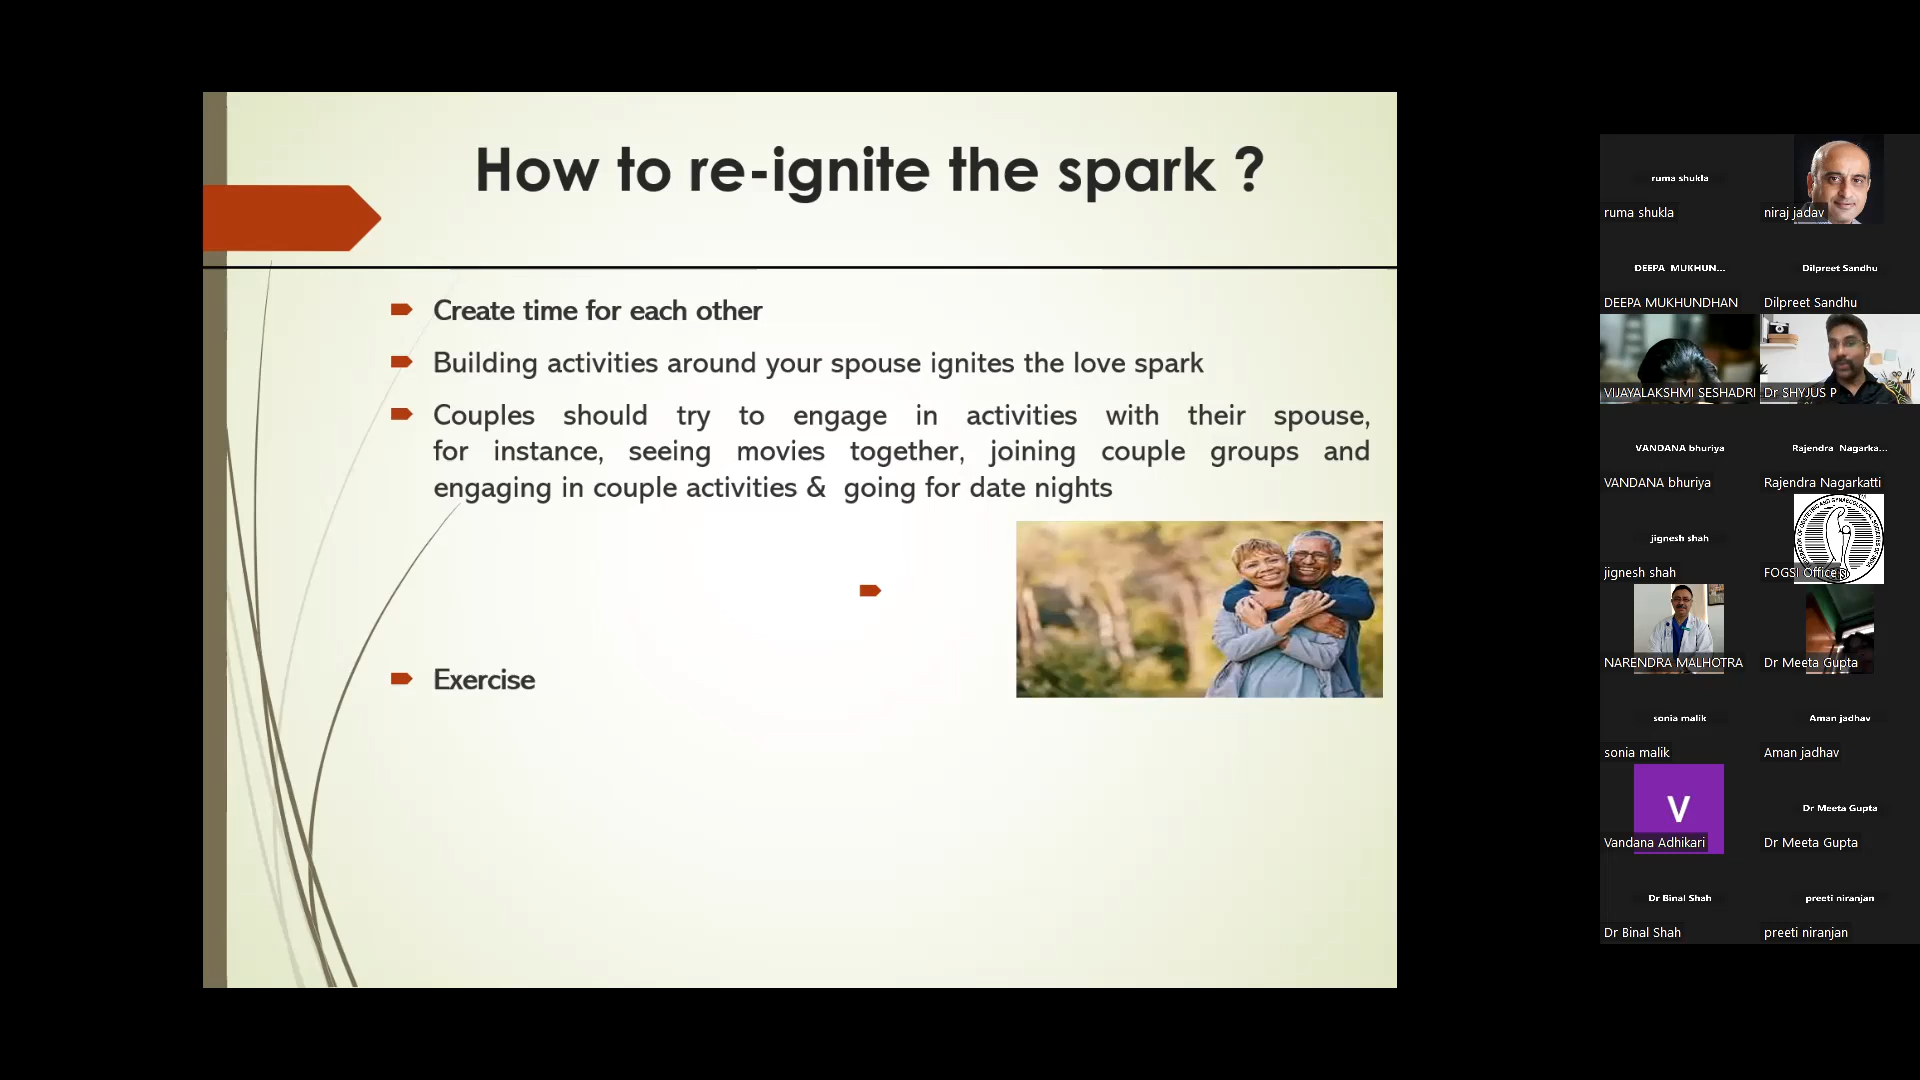 How to re-ignite the spark ?
Create time for each other
Building activities around your spouse ignites the love spark
Couples should try to engage in activities with their spouse,
for instance, seeing movies together, joining couple groups and
engaging in couple activities & going for date nights
Exercise
ruma shukla
ruma shukla
niraj jadav
DEEPA MUKHUN...
DEEPA MUKHUNDHAN
Dilpreet Sandhu
Dilpreet Sandhu
VIJAYALAKSHMI SESHADRI
Dr SHYJUS P
VANDANA bhuriya
VANDANA bhuriya
Rajendra Nagarka...
Rajendra Nagarkatti
jignesh shah
jignesh shah
FOGSI Office
NARENDRA MALHOTRA
Dr Meeta Gupta
sonia malik
sonia malik
Aman jadhav
Aman jadhav
V
Vandana Adhikari
Dr Meeta Gupta
Dr Meeta Gupta
Dr Binal Shah
Dr Binal Shah
preeti niranjan
preeti niranjan